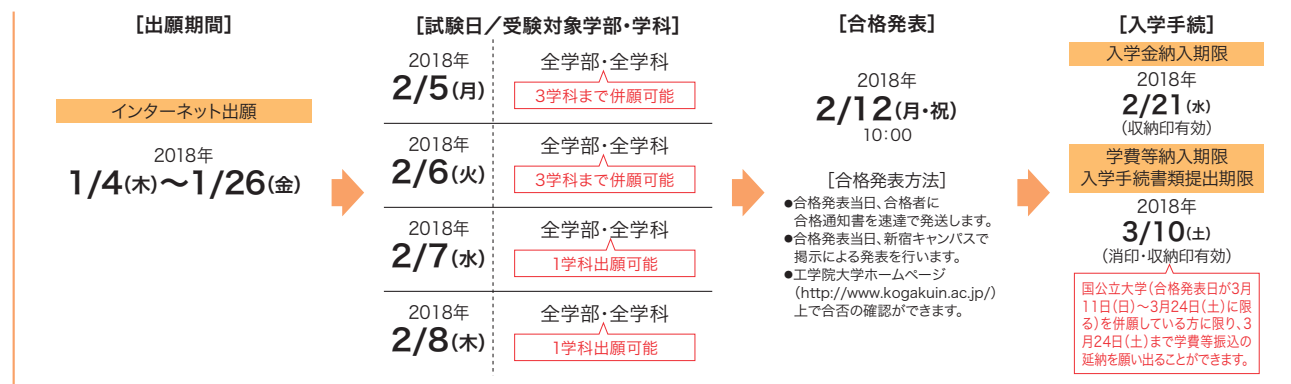 [出願期間]
インターネット出願
2018年
1/4(木)〜1/26(金)
[試験日／受験対象学部・学科]
2018年
2/5(月)
全学部・全学科
3学科まで併願可能
2018年
2/6(火)
全学部・全学科
3学科まで併願可能
2018年
2/7(水)
全学部・全学科
1学科出願可能
2018年
2/8(木)
全学部・全学科
1学科出願可能
[合格発表]
2018年
2/12(月・祝)
10:00
[合格発表方法]
●合格発表当日、合格者に
合格通知書を速達で発送します。
●合格発表当日、新宿キャンパスで
掲示による発表を行います。
●工学院大学ホームページ
(http://www.kogakuin.ac.jp/)
上で合否の確認ができます。
[入学手続]
入学金納入期限
2018年
2/21(水)
(収納印有効)
学費等納入期限
入学手続書類提出期限
2018年
3/10(土)
(消印・収納印有効)
国公立大学(合格発表日が3月
11日(日)〜3月24日(土)に限
る)を併願している方に限り、3
月24日(土)まで学費等振込の
延納を願い出ることができます。